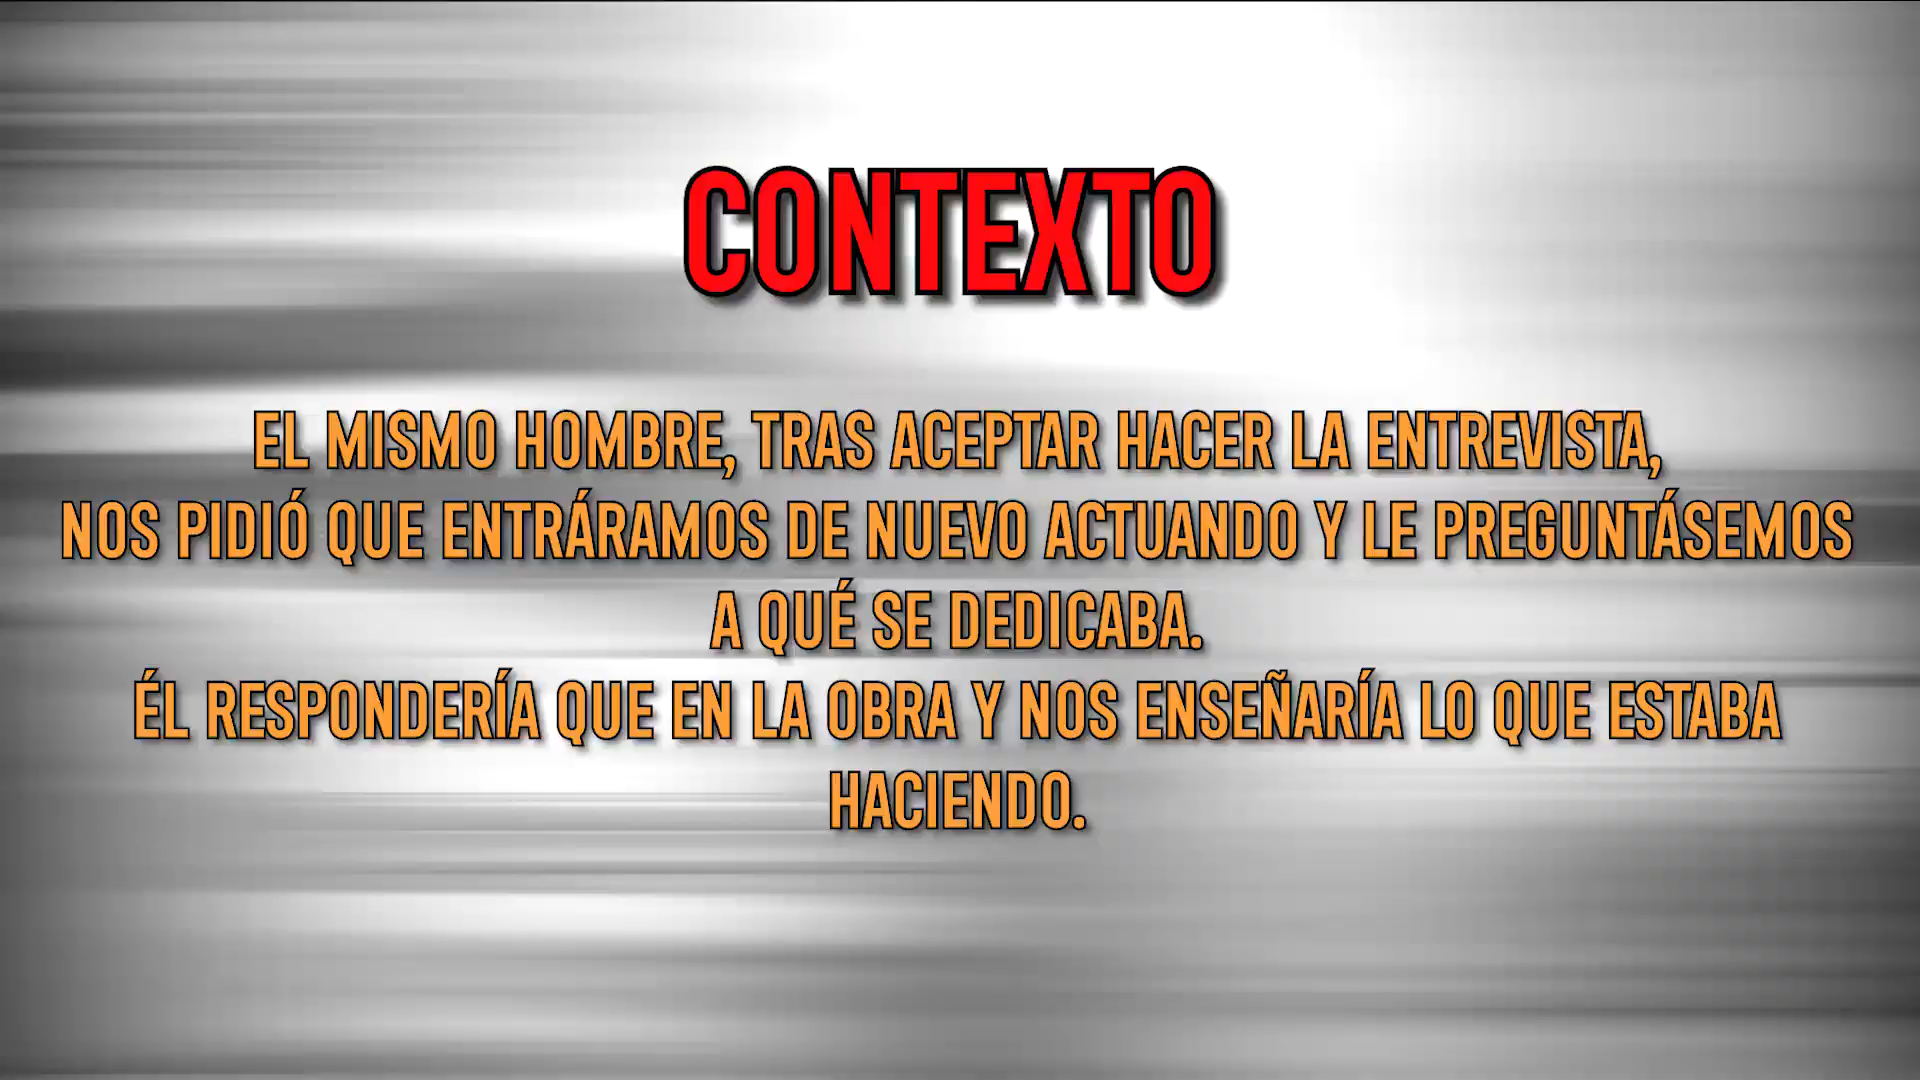 CONTEXTO
EL MISMO HOMBRE, TRAS ACEPTAR HACER LA ENTREVISTA,
NOS PIDIÓ QUE ENTRÁRAMOS DE NUEVO ACTUANDO Y LE PREGUNTÁSEMOS
A QUÉ SE DEDICABA.
ÉL RESPONDERÍA QUE EN LA OBRA Y NOS ENSEÑARÍA LO QUE ESTABA
HACIENDO.